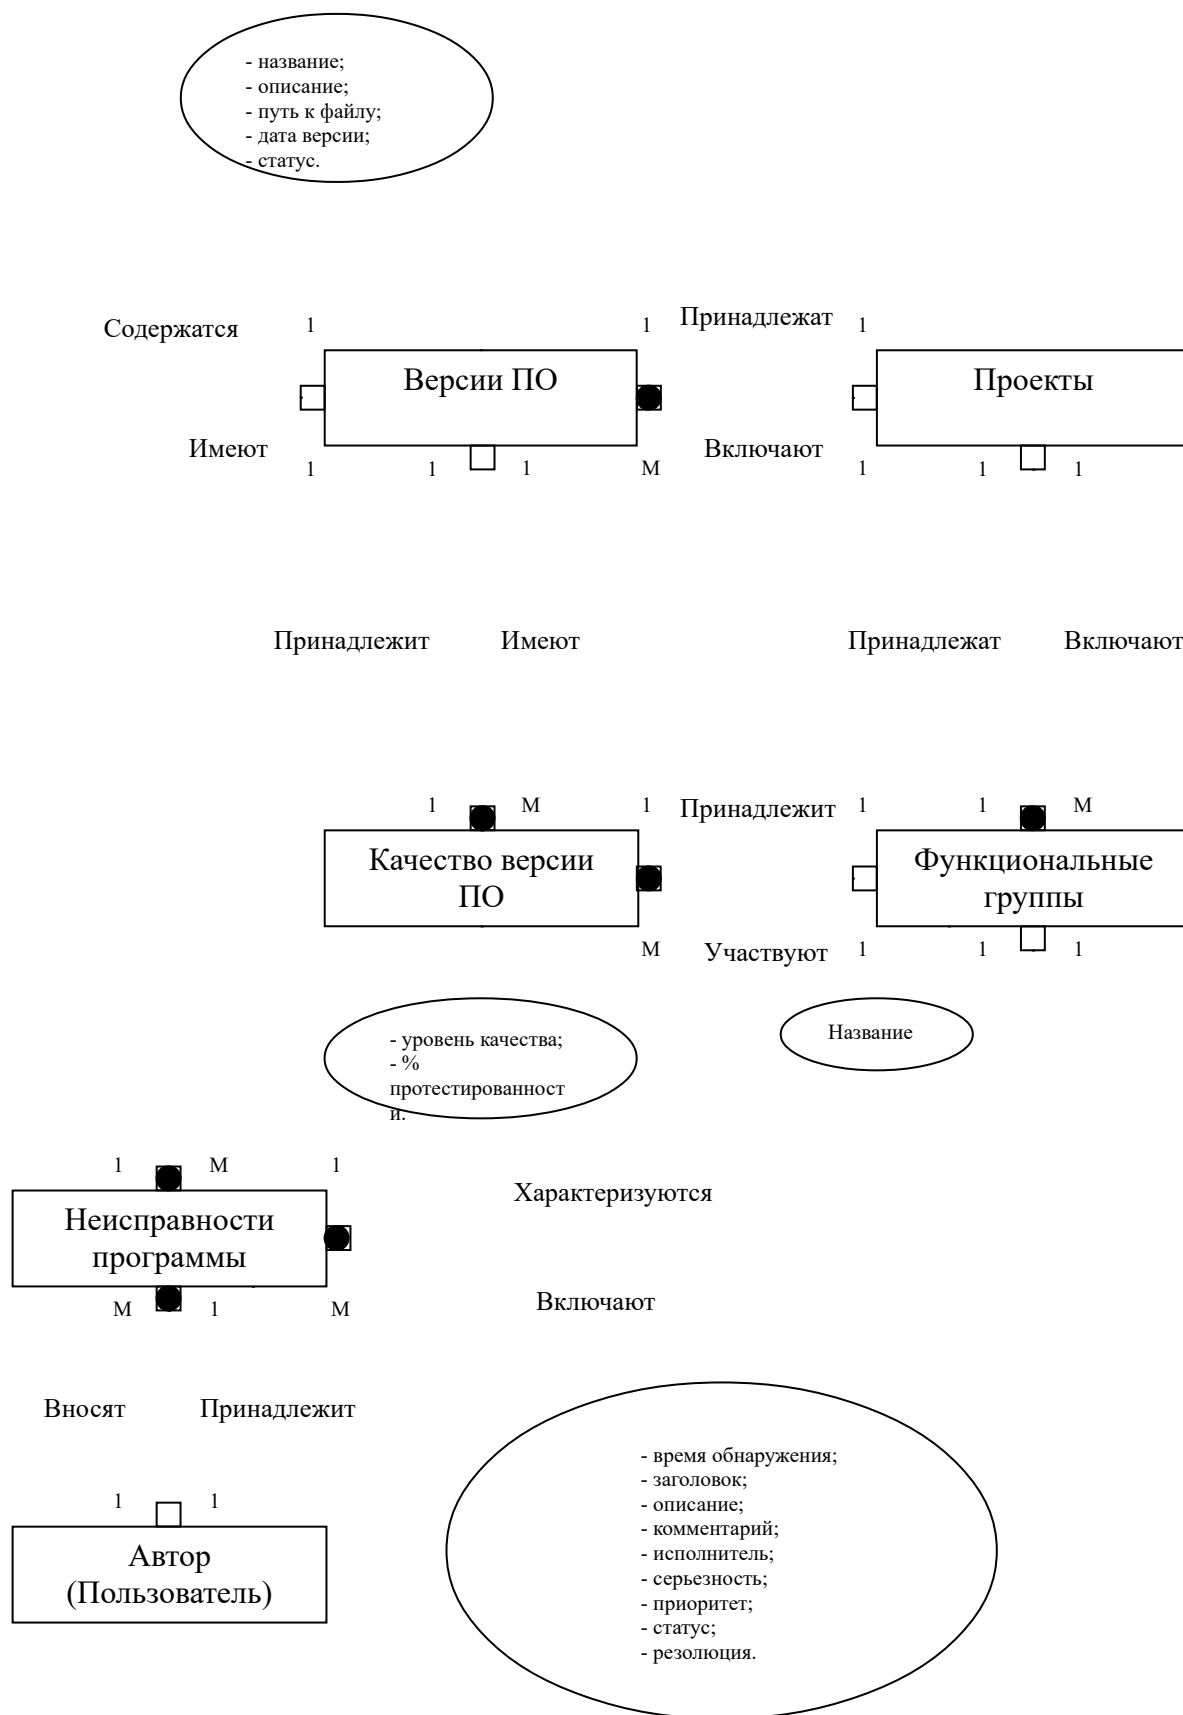 - название;
- описание;
- путь к файлу;
- дата версии;
- статус.
Содержатся 1 1 Принадлежат 1
Версии ПО Проекты
Имеют Включают
1 1 1 М 1 1 1
Принадлежит Имеют Принадлежат Включают
1 М 1 Принадлежит 1 1 М
Качество версии Функциональные
ПО группы
М Участвуют 1 1 1
- уровень качества; Название
- %
протестированност
и.
1 М 1
Характеризуются
Неисправности
программы
М 1 М Включают
Вносят Принадлежит
1 1
Автор
(Пользователь)
- время обнаружения;
- заголовок;
- описание;
- комментарий;
- исполнитель;
- серьезность;
- приоритет;
- статус;
- резолюция.